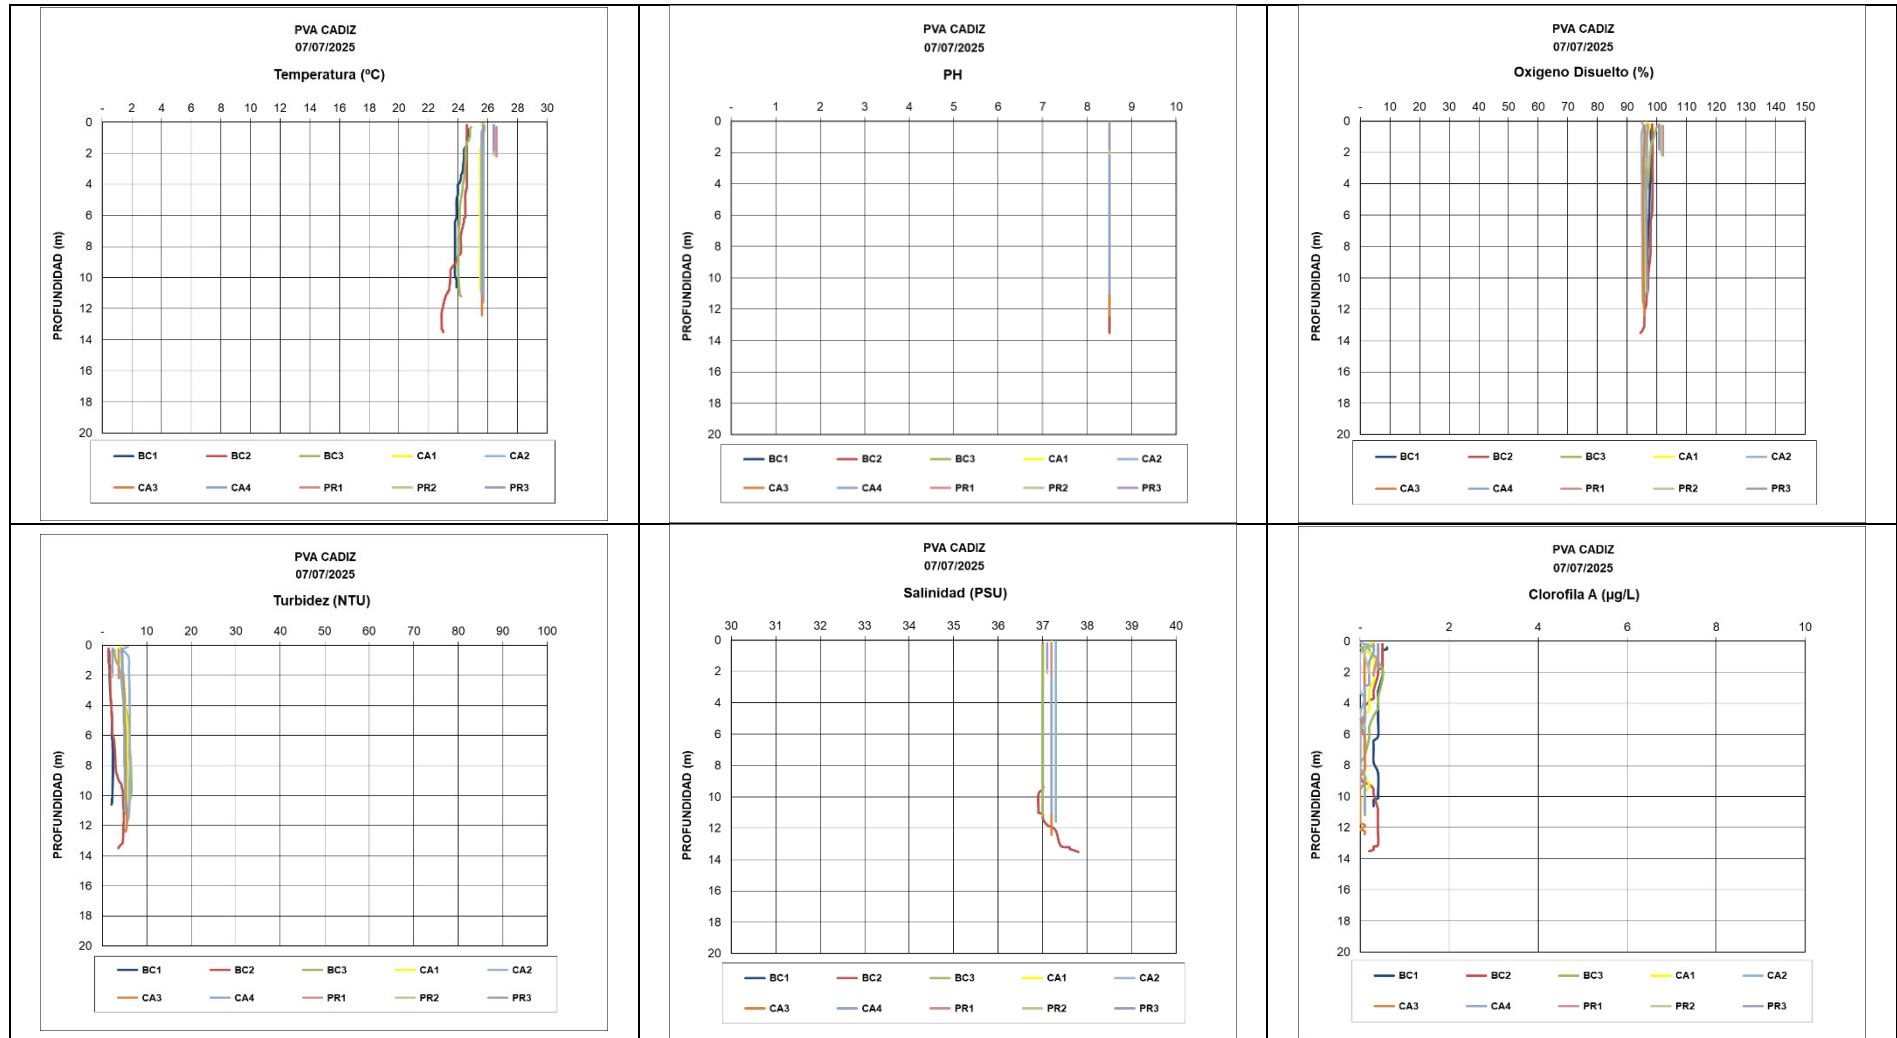 PVA CADIZ
07/07/2025
Temperatura (ºC)
- 2 4 6 8 10 12 14 16 18 20 22 24 26 28 30
0
2
4
6
8
10
12
14
16
18
20
PROFUNDIDAD (m)
BC1 BC2 BC3 CA1 CA2
CA3 CA4 PR1 PR2 PR3
PVA CADIZ
07/07/2025
PH
- 1 2 3 4 5 6 7 8 9 10
0
2
4
6
8
10
12
14
16
18
20
PROFUNDIDAD (m)
BC1 BC2 BC3 CA1 CA2
CA3 CA4 PR1 PR2 PR3
PVA CADIZ
07/07/2025
Oxigeno Disuelto (%)
- 10 20 30 40 50 60 70 80 90 100 110 120 130 140 150
0
2
4
6
8
10
12
14
16
18
20
PROFUNDIDAD (m)
BC1 BC2 BC3 CA1 CA2
CA3 CA4 PR1 PR2 PR3
PVA CADIZ
07/07/2025
Turbidez (NTU)
- 10 20 30 40 50 60 70 80 90 100
0
2
4
6
8
10
12
14
16
18
20
PROFUNDIDAD (m)
BC1 BC2 BC3 CA1 CA2
CA3 CA4 PR1 PR2 PR3
PVA CADIZ
07/07/2025
Salinidad (PSU)
30 31 32 33 34 35 36 37 38 39 40
0
2
4
6
8
10
12
14
16
18
20
PROFUNDIDAD (m)
BC1 BC2 BC3 CA1 CA2
CA3 CA4 PR1 PR2 PR3
PVA CADIZ
07/07/2025
Clorofila A (µg/L)
- 2 4 6 8 10
0
2
4
6
8
10
12
14
16
18
20
PROFUNDIDAD (m)
BC1 BC2 BC3 CA1 CA2
CA3 CA4 PR1 PR2 PR3